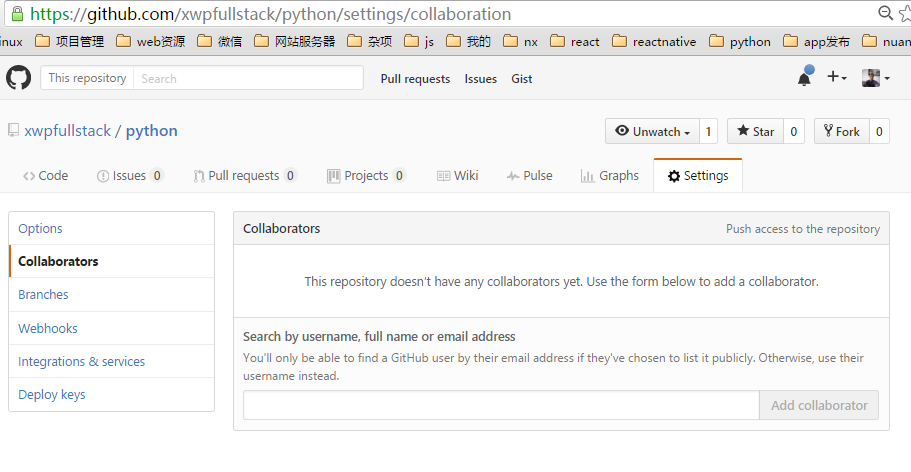 https://github.com/xwpfullstack/python/settings/collaboration
inux 项目管理 web资源 微信 网站服务器 杂项 js 我的 nx react reactnative python app发布 nuan
This repository Search Pull requests Issues Gist
xwpfullstack / python Unwatch 1 Star 0 Fork 0
Code Issues 0 Pull requests 0 Projects 0 Wiki Pulse Graphs Settings
Options
Collaborators
Branches
Webhooks
Integrations & services
Deploy keys
Collaborators Push access to the repository
This repository doesn't have any collaborators yet. Use the form below to add a collaborator.
Search by username, full name or email address
You'll only be able to find a GitHub user by their email address if they've chosen to list it publicly. Otherwise, use their
username instead.
Add collaborator